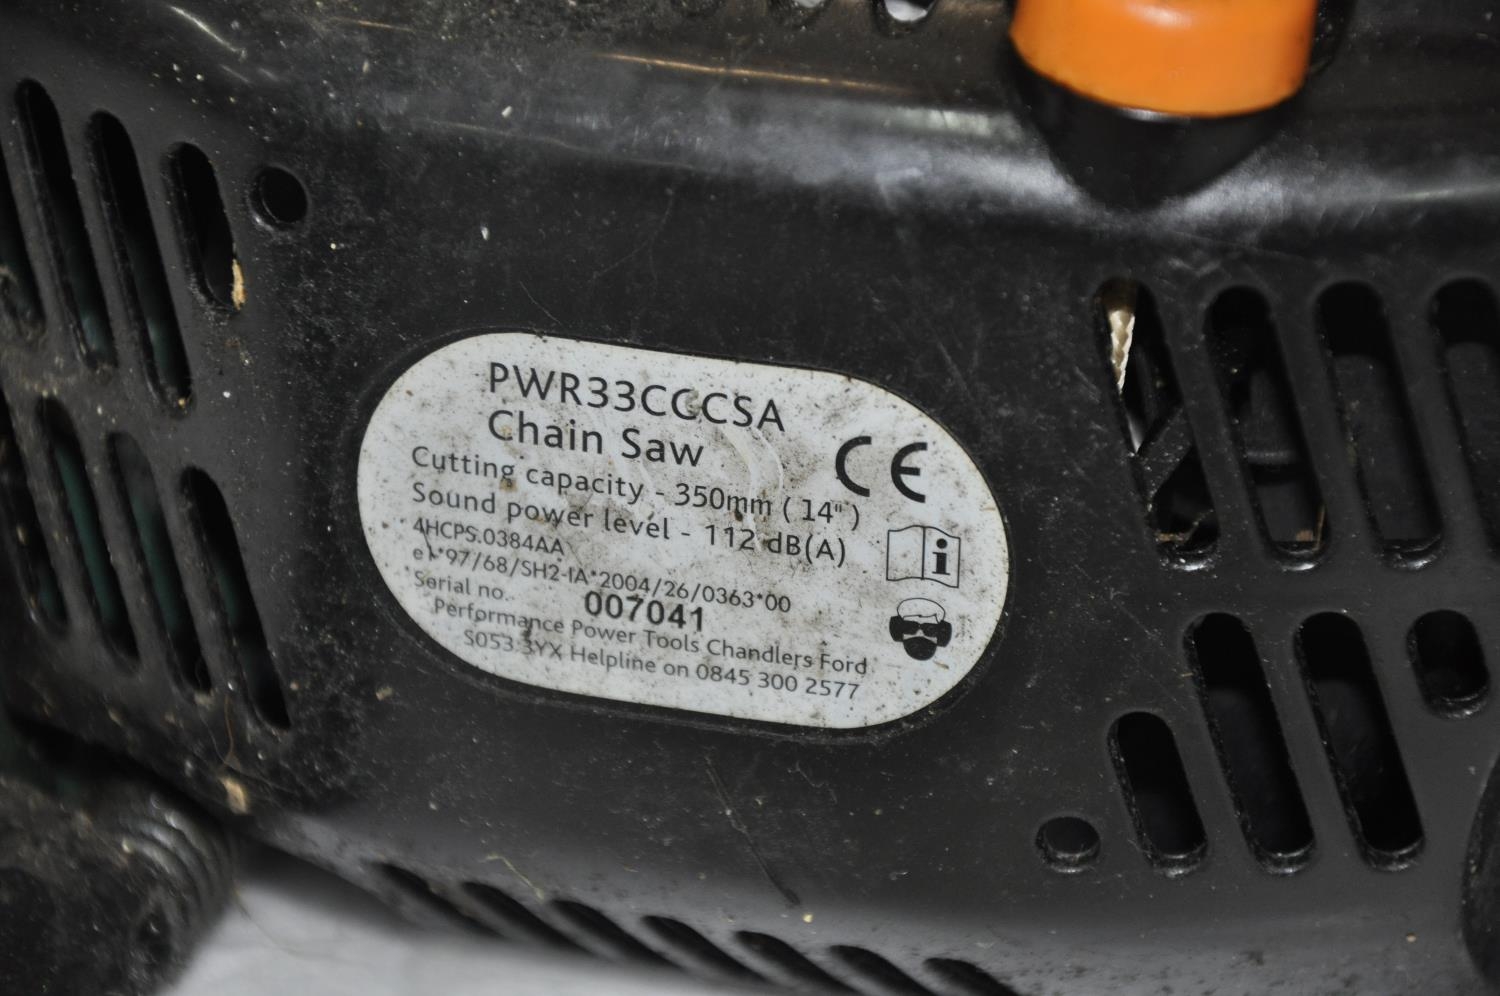 PWR33CCCSA
Chain Saw
CE
Cutting capacity - 350mm ( 14" )
Sound power level - 112 dB(A)
4HCPS.0384AA
e1*97/68/SH2-IA*2004/26/0363*00
Serial no. 007041
Performance Power Tools Chandlers Ford
SO53 3YX Helpline on 0845 300 2577